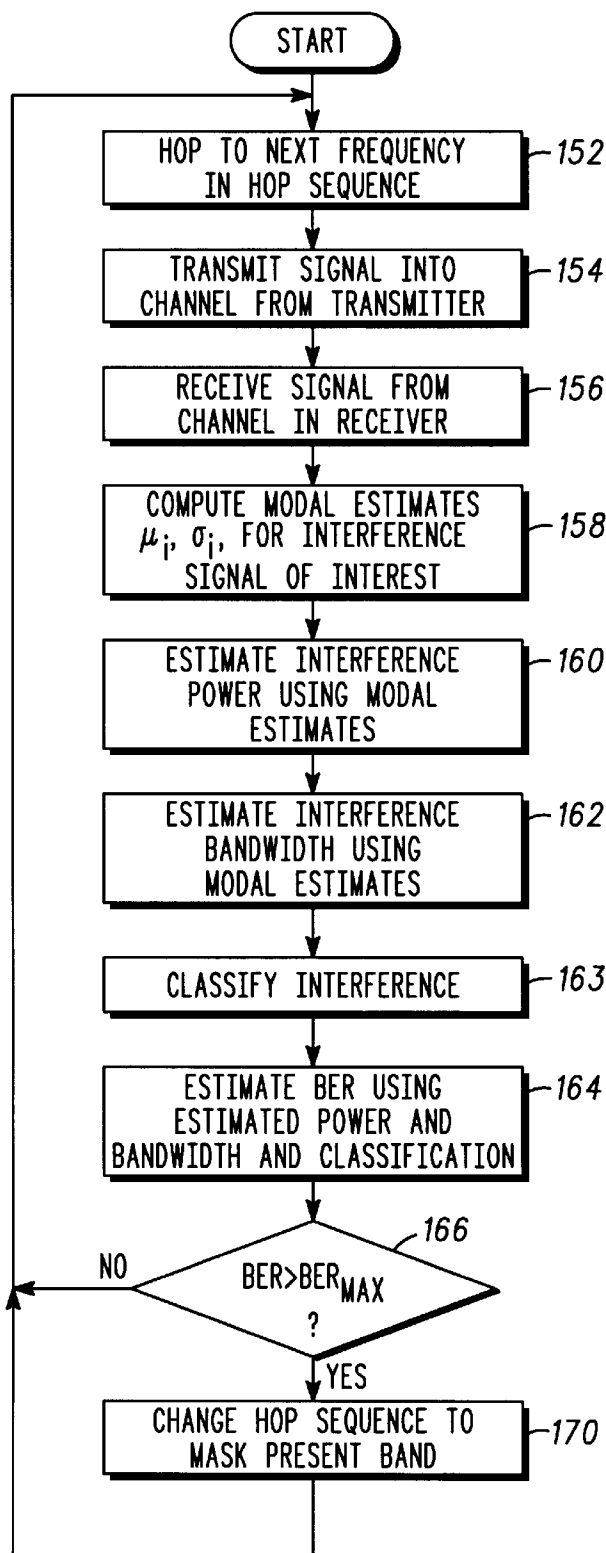 START
HOP TO NEXT FREQUENCY
IN HOP SEQUENCE
152
TRANSMIT SIGNAL INTO
CHANNEL FROM TRANSMITTER
154
RECEIVE SIGNAL FROM
CHANNEL IN RECEIVER
156
COMPUTE MODAL ESTIMATES
μj, σj, FOR INTERFERENCE
SIGNAL OF INTEREST
158
ESTIMATE INTERFERENCE
POWER USING MODAL
ESTIMATES
160
ESTIMATE INTERFERENCE
BANDWIDTH USING
MODAL ESTIMATES
162
CLASSIFY INTERFERENCE
163
ESTIMATE BER USING
ESTIMATED POWER AND
BANDWIDTH AND CLASSIFICATION
164
166
NO
BER>BERMAX
?
YES
CHANGE HOP SEQUENCE TO
MASK PRESENT BAND
170